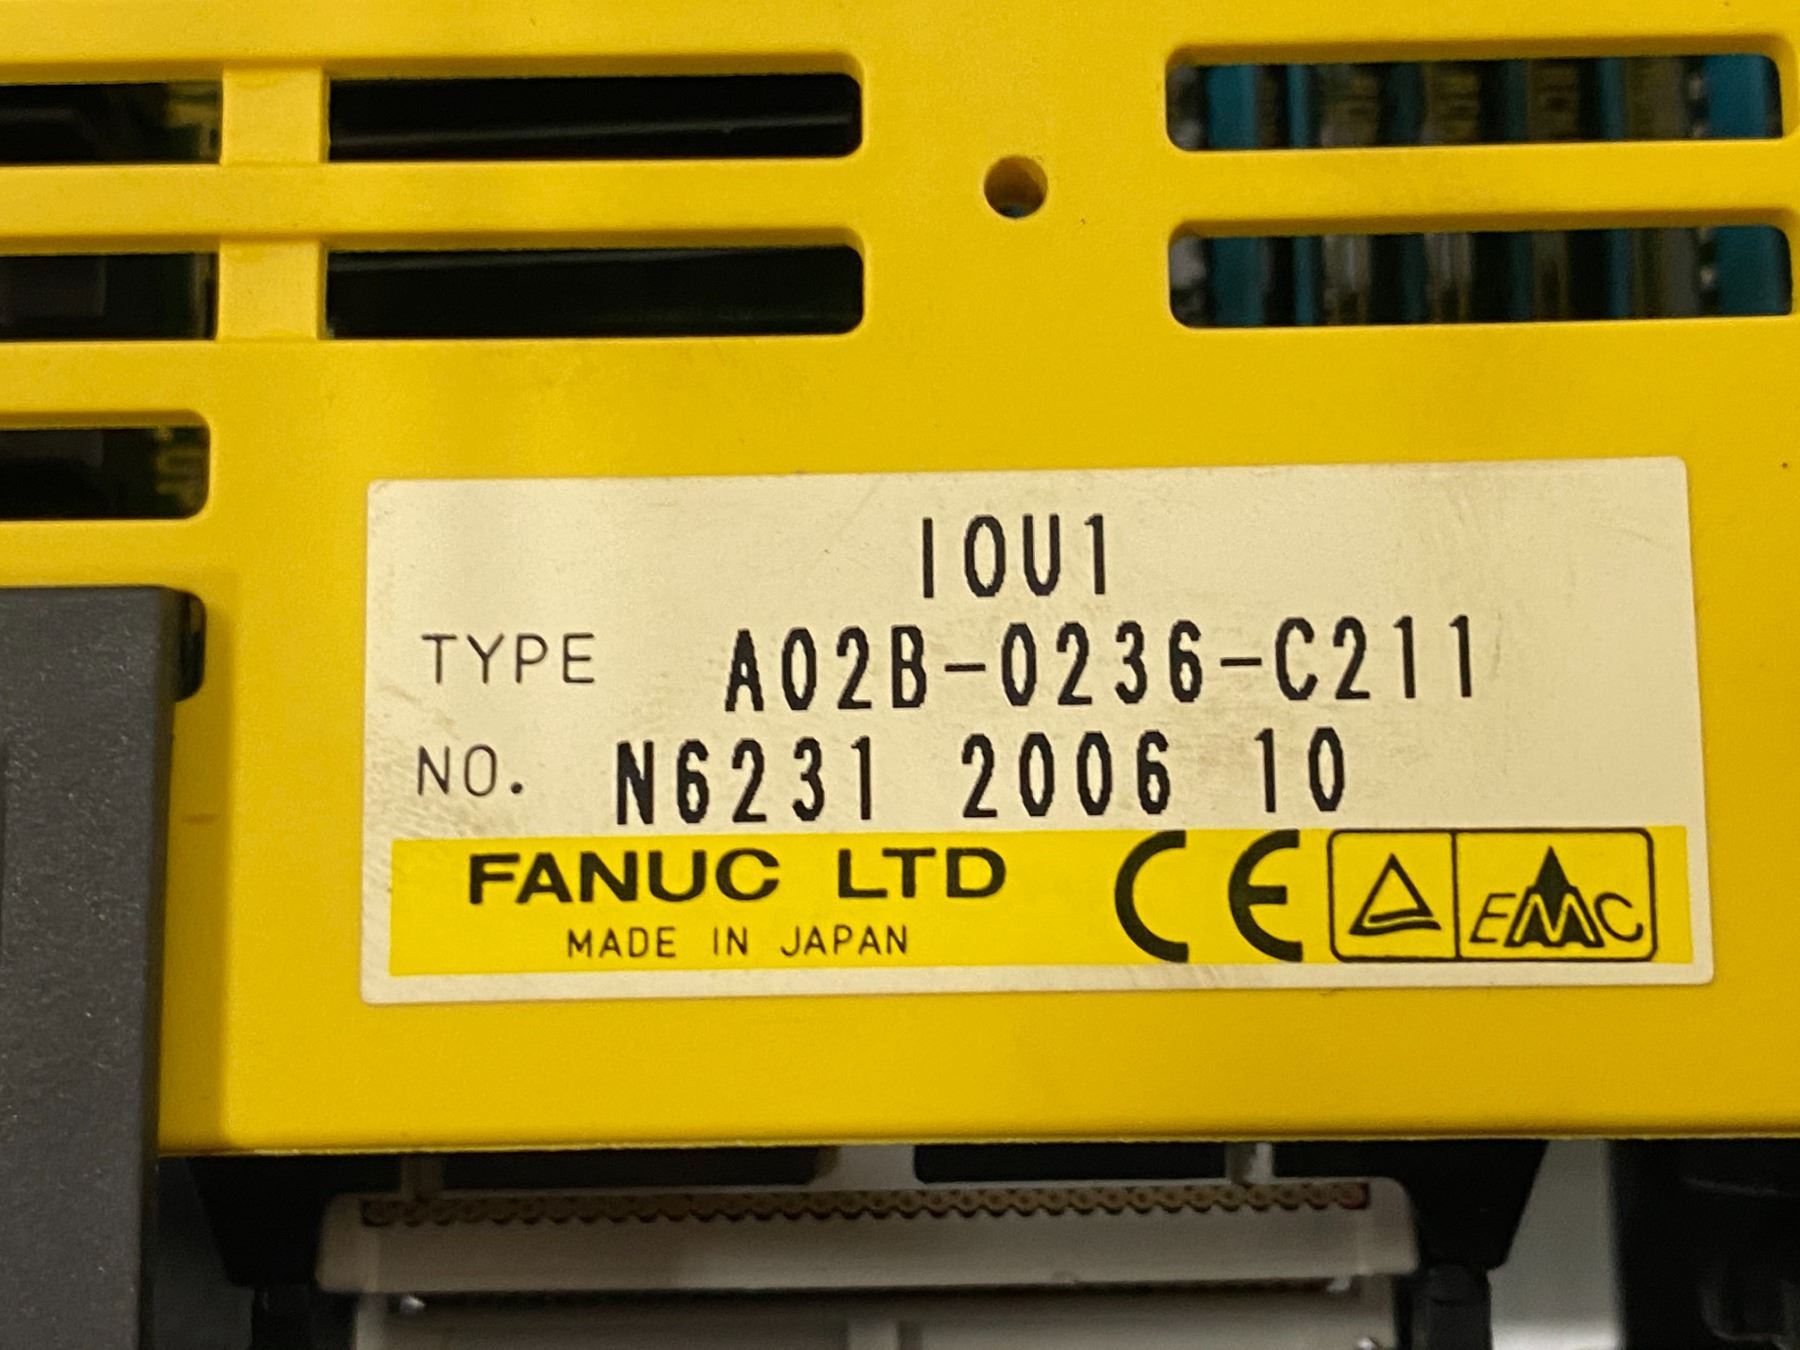 IOU1
TYPE A02B-0236-C211
NO. N6231 2006 10
FANUC LTD CE EMC
MADE IN JAPAN